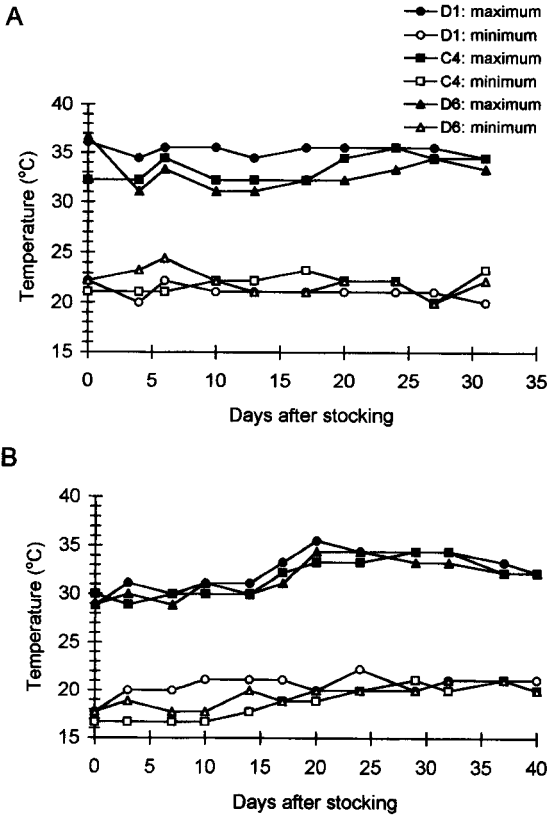 A
D1: maximum
D1: minimum
C4: maximum
C4: minimum
D6: maximum
D6: minimum
40
35
30
25
20
15
Temperature (ºC)
0 5 10 15 20 25 30 35
Days after stocking
B
40
35
30
25
20
15
Temperature (ºC)
0 5 10 15 20 25 30 35 40
Days after stocking